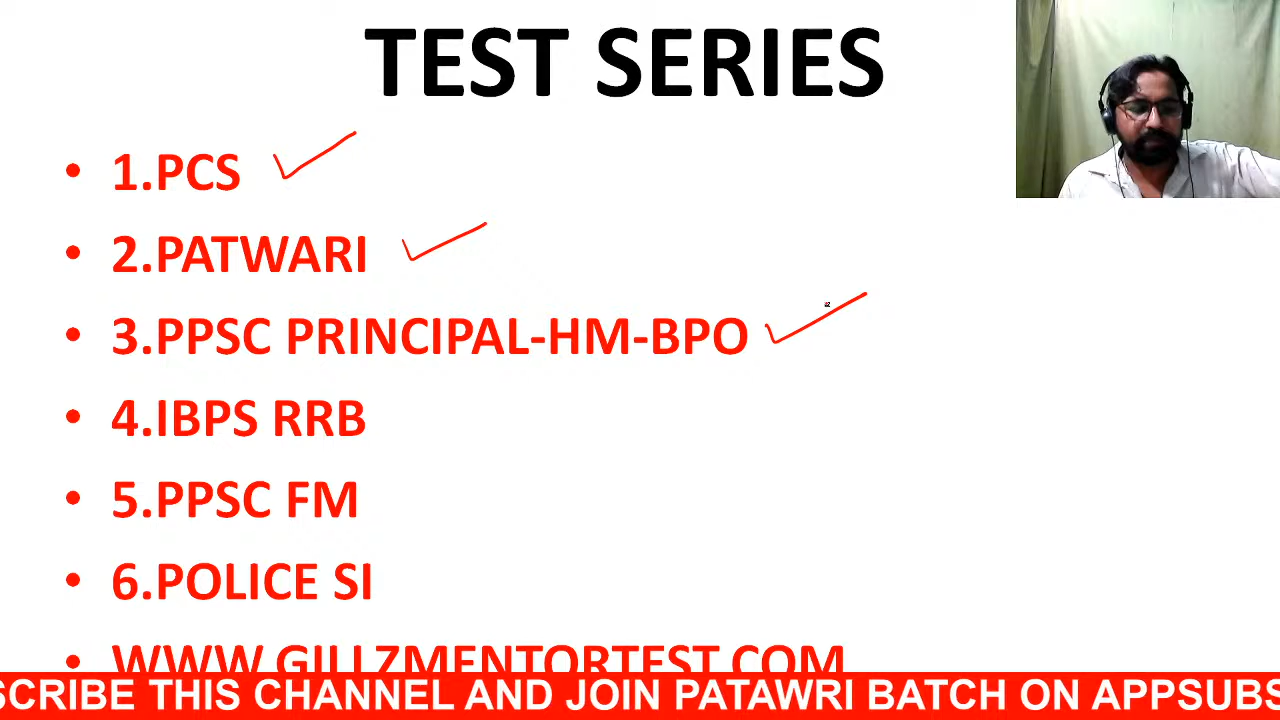 TEST SERIES
• 1.PCS
• 2.PATWARI
• 3.PPSC PRINCIPAL-HM-BPO
• 4.IBPS RRB
• 5.PPSC FM
• 6.POLICE SI
• WWW.GILLZMENTORTEST.COM
SCRIBE THIS CHANNEL AND JOIN PATAWRI BATCH ON APPSUBS